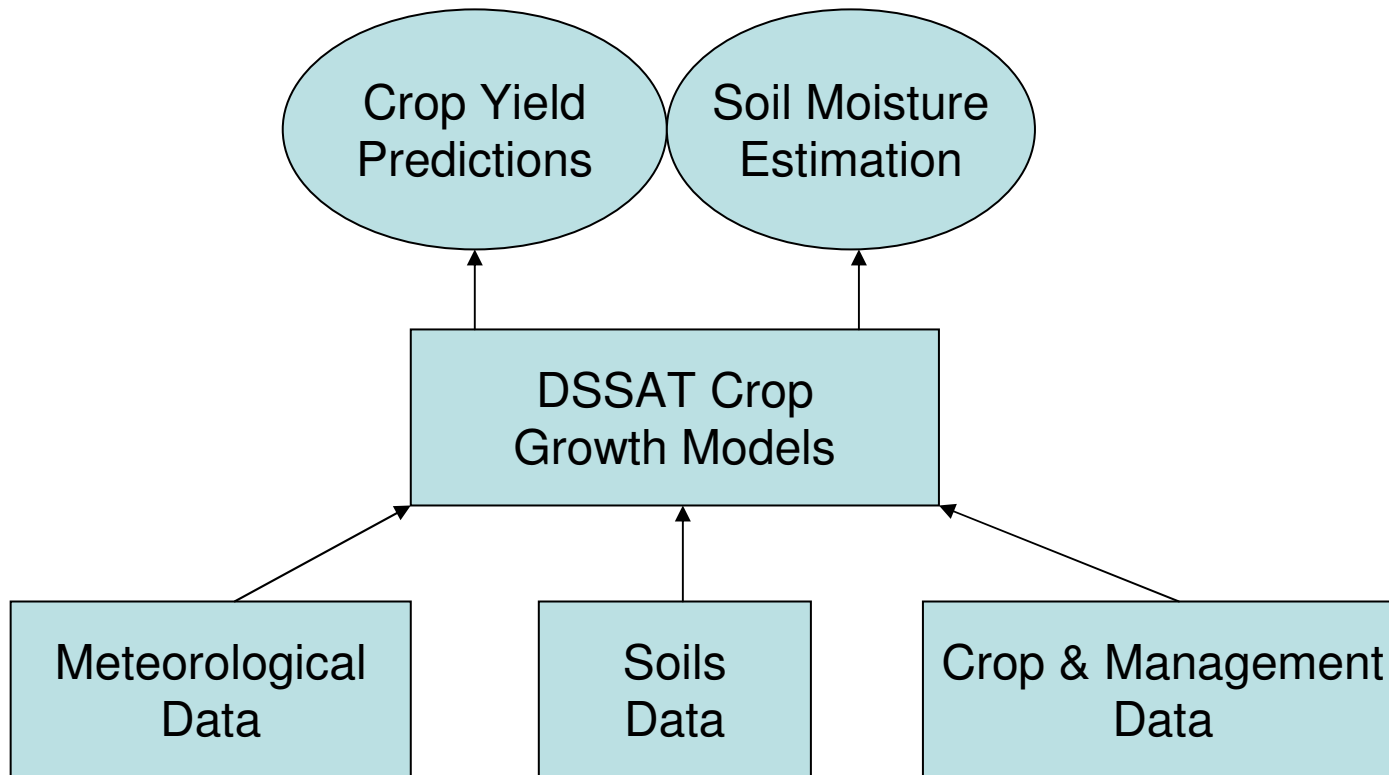 Crop Yield
Predictions
Soil Moisture
Estimation
DSSAT Crop
Growth Models
Meteorological
Data
Soils
Data
Crop & Management
Data